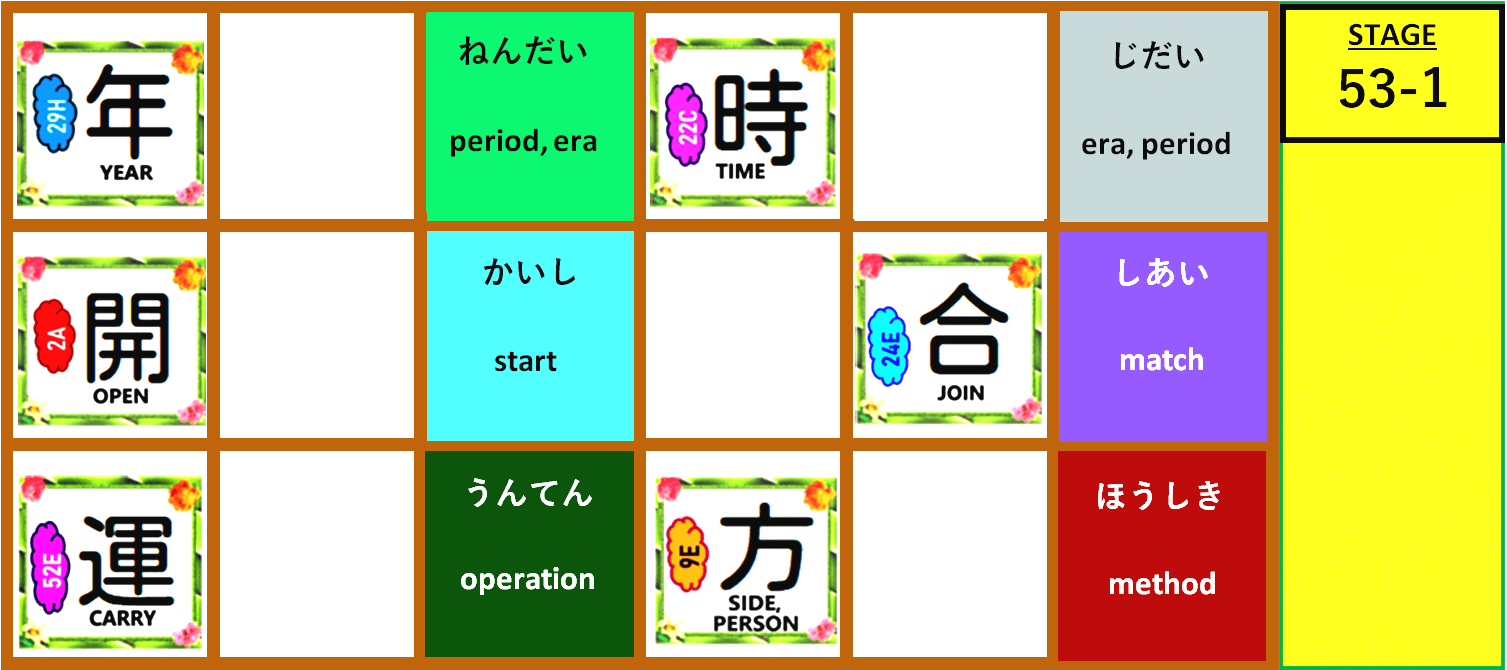 29H
年
YEAR
ねんだい
period, era
22C
時
TIME
じだい
era, period
STAGE
53-1
2A
開
OPEN
かいし
start
24E
合
JOIN
しあい
match
52E
運
CARRY
うんてん
operation
9E
方
SIDE,
PERSON
ほうしき
method